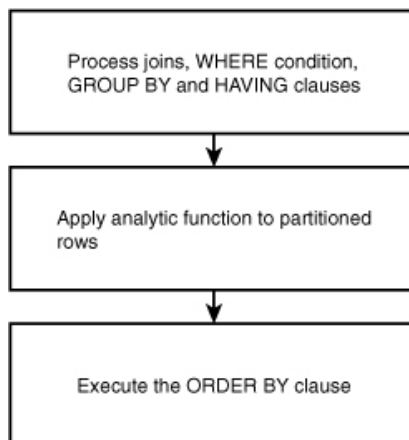 Process joins, WHERE condition,
GROUP BY and HAVING clauses
Apply analytic function to partitioned
rows
Execute the ORDER BY clause